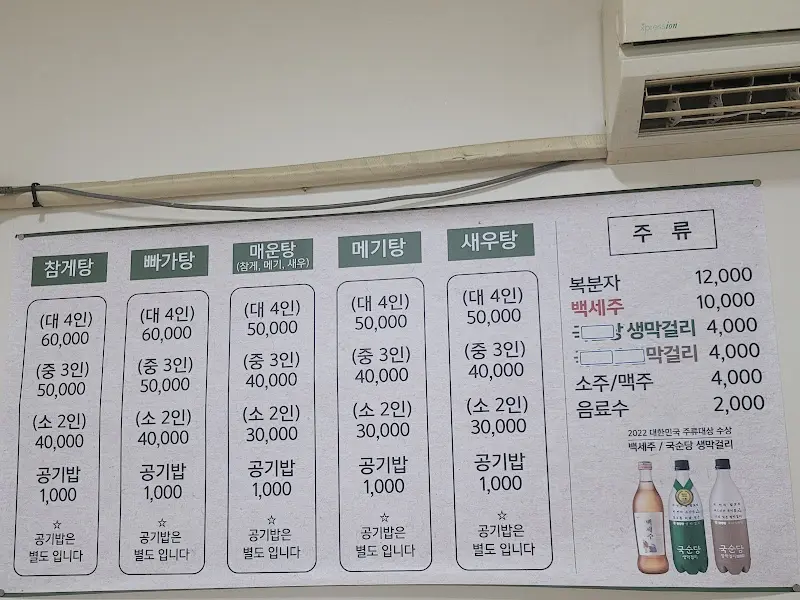 Xpression
참게탕
(대 4인)
60,000
(중 3인)
50,000
(소 2인)
40,000
공기밥
1,000
☆
공기밥은
별도 입니다
빠가탕
(대 4인)
60,000
(중 3인)
50,000
(소 2인)
40,000
공기밥
1,000
☆
공기밥은
별도 입니다
매운탕
(참게, 메기, 새우)
(대 4인)
50,000
(중 3인)
40,000
(소 2인)
30,000
공기밥
1,000
☆
공기밥은
별도 입니다
메기탕
(대 4인)
50,000
(중 3인)
40,000
(소 2인)
30,000
공기밥
1,000
☆
공기밥은
별도 입니다
새우탕
(대 4인)
50,000
(중 3인)
40,000
(소 2인)
30,000
공기밥
1,000
☆
공기밥은
별도 입니다
주 류
복분자 12,000
백세주 10,000
생막걸리 4,000
막걸리 4,000
소주/맥주 4,000
음료수 2,000
2022 대한민국 주류대상 수상
백세주 / 국순당 생막걸리
백세주
국순당
생막걸리
국순당